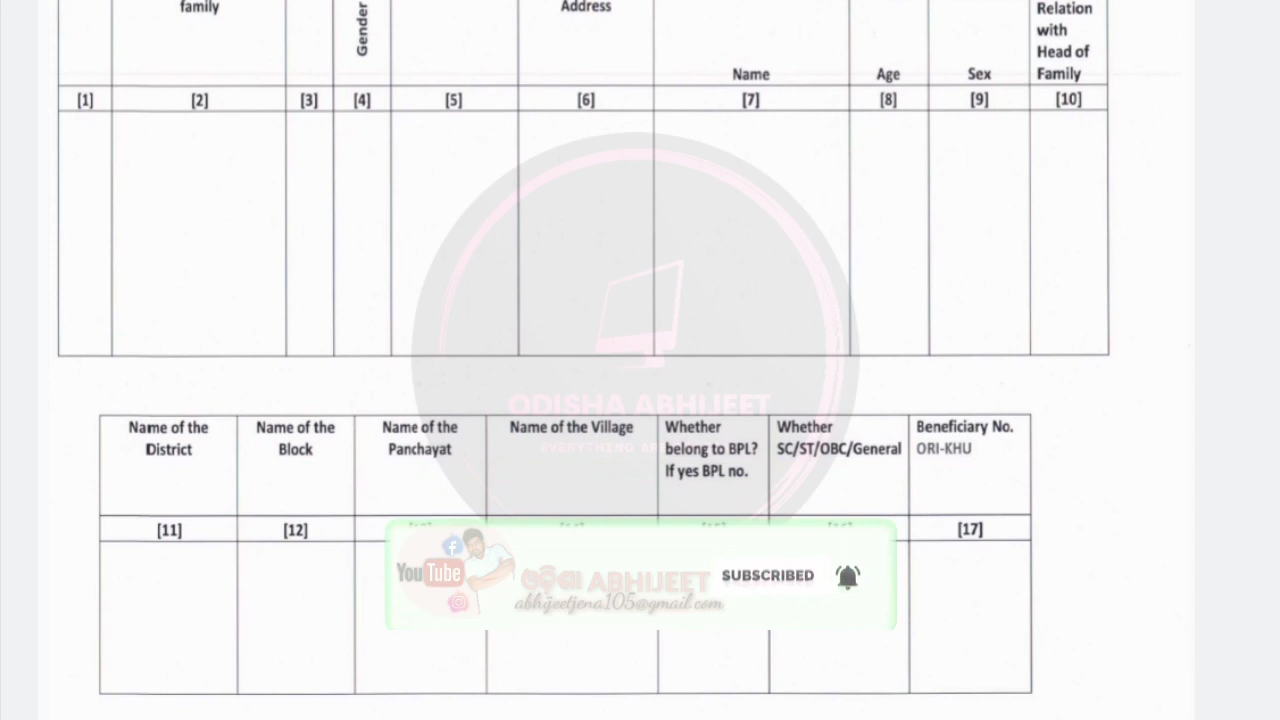 family
Gender
Address
Relation
with
Head of
Family
Name
Age
Sex
[1] [2] [3] [4] [5] [6] [7] [8] [9] [10]
ODISHA ABHIJEET
Name of the
District
Name of the
Block
Name of the
Panchayat
Name of the Village
Whether
belong to BPL?
If yes BPL no.
Whether
SC/ST/OBC/General
Beneficiary No.
ORI-KHU
[11] [12] [17]
YouTube
ଓଡ଼ିଶା ABHIJEET
abhijeetjena105@gmail.com
SUBSCRIBED